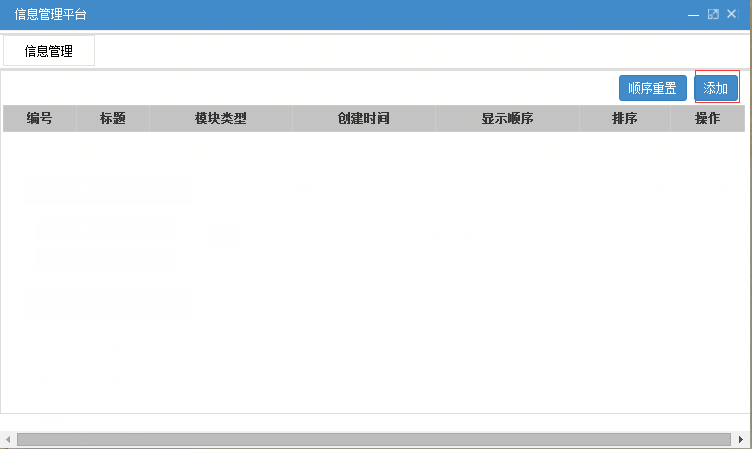 信息管理平台
信息管理
顺序重置 添加
编号 标题 模块类型 创建时间 显示顺序 排序 操作